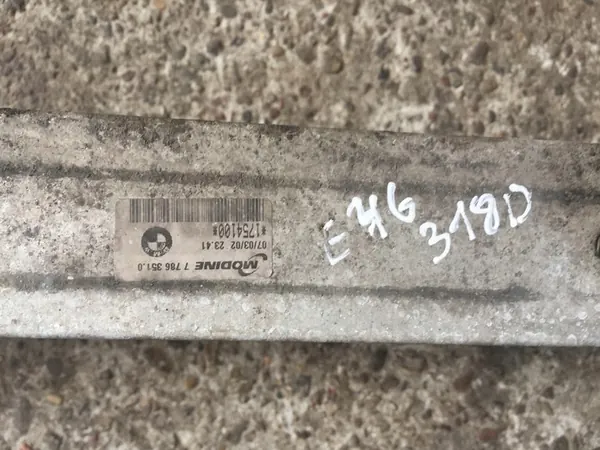 MODINE 7 786 351.0
07/03/02 23.41
*1754100*
E46
318D